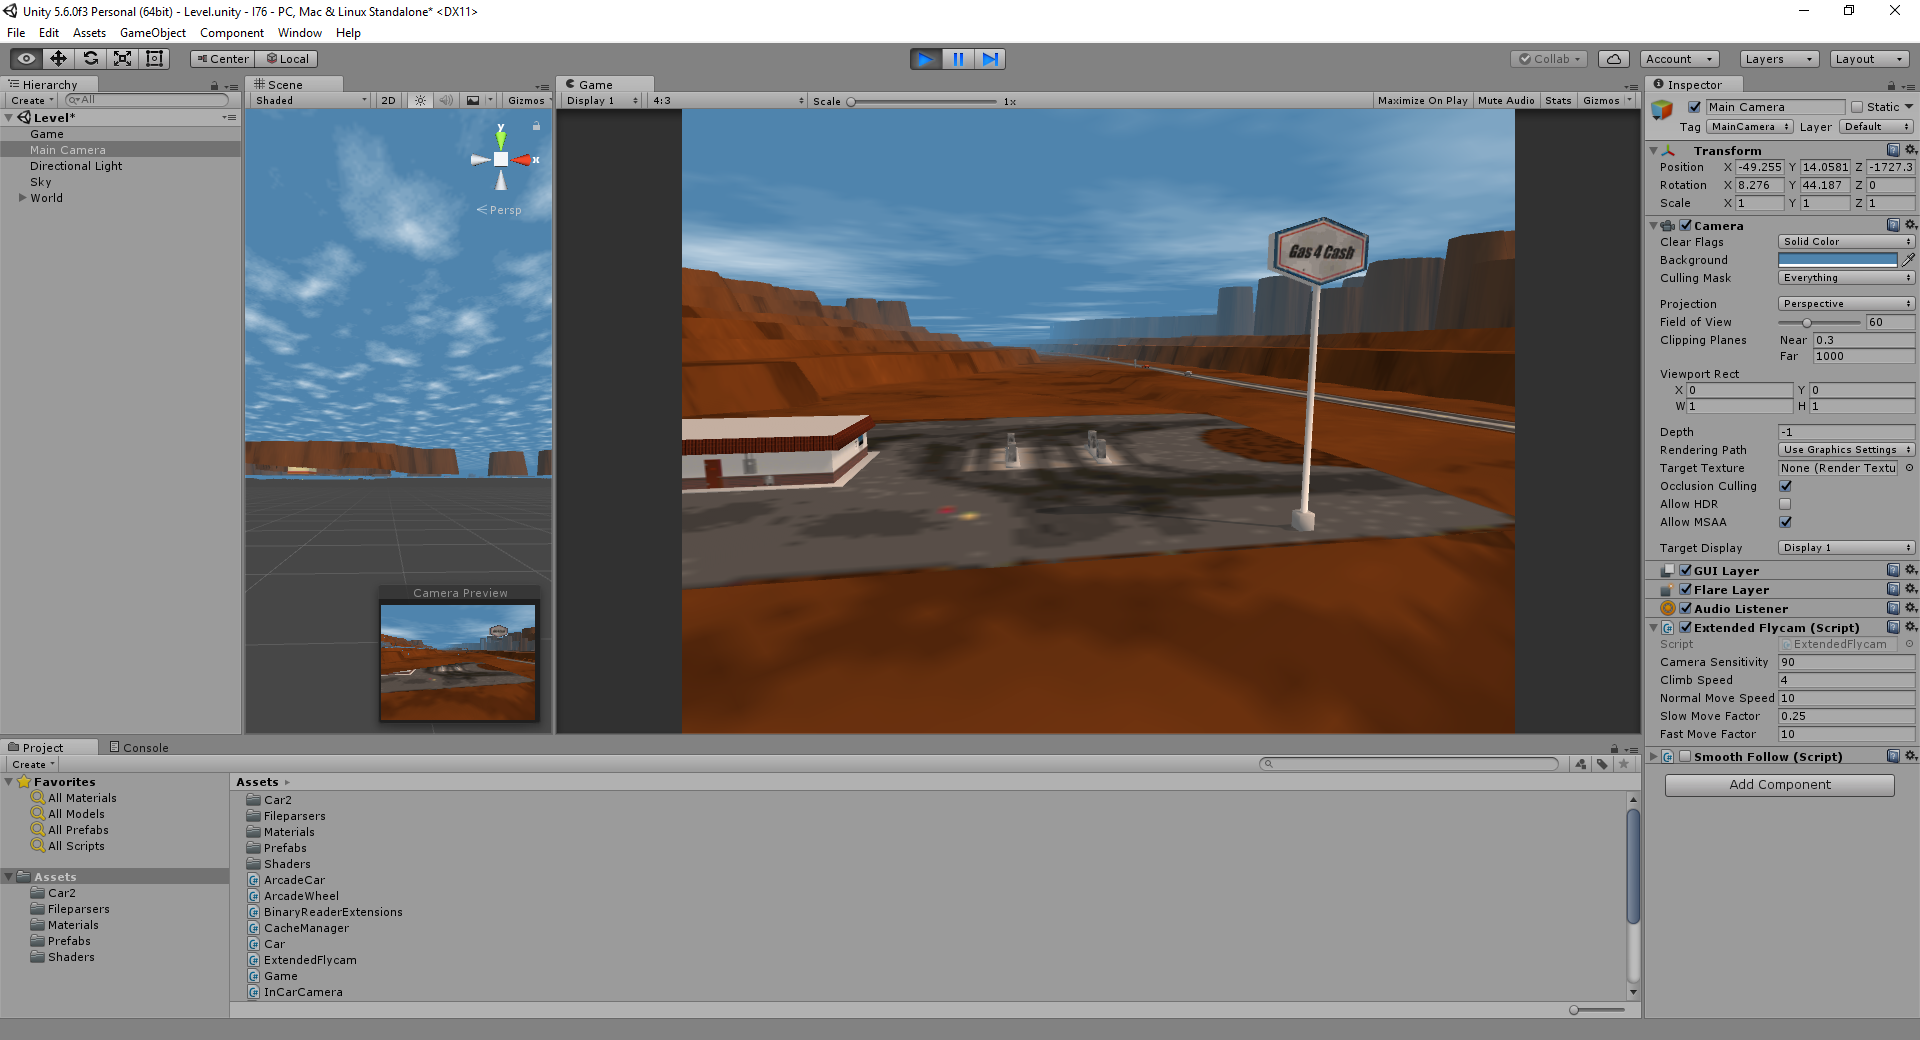 Unity 5.6.0f3 Personal (64bit) - Level.unity - I76 - PC, Mac & Linux Standalone* <DX11>
File Edit Assets GameObject Component Window Help
Center Local
Collab Account Layers Layout
Hierarchy
Create All
Level*
Game
Main Camera
Directional Light
Sky
World
Scene
Shaded 2D Gizmos
y
x
Persp
Camera Preview
Game
Display 1 4:3 Scale 1x Maximize On Play Mute Audio Stats Gizmos
Gas 4 Cash
Inspector
Main Camera Static
Tag MainCamera Layer Default
Transform
Position X -49.255 Y 14.0581 Z -1727.3
Rotation X 8.276 Y 44.187 Z 0
Scale X 1 Y 1 Z 1
Camera
Clear Flags Solid Color
Background
Culling Mask Everything
Projection Perspective
Field of View 60
Clipping Planes Near 0.3
Far 1000
Viewport Rect
X 0 Y 0
W 1 H 1
Depth -1
Rendering Path Use Graphics Settings
Target Texture None (Render Textu
Occlusion Culling
Allow HDR
Allow MSAA
Target Display Display 1
GUI Layer
Flare Layer
Audio Listener
Extended Flycam (Script)
Script ExtendedFlycam
Camera Sensitivity 90
Climb Speed 4
Normal Move Speed 10
Slow Move Factor 0.25
Fast Move Factor 10
Smooth Follow (Script)
Add Component
Project Console
Create
Favorites
All Materials
All Models
All Prefabs
All Scripts
Assets
Car2
Fileparsers
Materials
Prefabs
Shaders
Assets
Car2
Fileparsers
Materials
Prefabs
Shaders
ArcadeCar
ArcadeWheel
BinaryReaderExtensions
CacheManager
Car
ExtendedFlycam
Game
InCarCamera